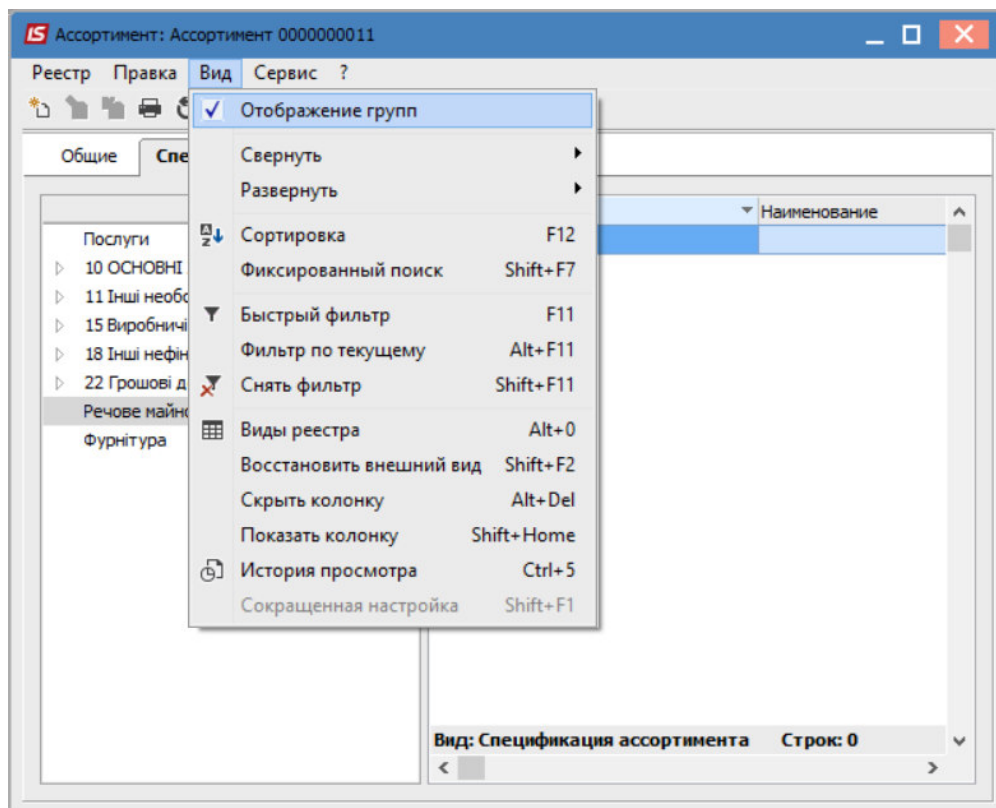 IS Ассортимент: Ассортимент 0000000011
Реестр Правка Вид Сервис ?
Отображение групп
Общие
Свернуть
Развернуть
Наименование
Послуги
Сортировка F12
10 ОСНОВНІ
Фиксированный поиск Shift+F7
11 Інші
15 Виробничі
Быстрый фильтр F11
18 Інші
Фильтр по текущему Alt+F11
22 Грошові
Снять фильтр Shift+F11
Речове
Виды реестра Alt+0
Фурнітура
Восстановить внешний вид Shift+F2
Скрыть колонку Alt+Del
Показать колонку Shift+Home
История просмотра Ctrl+5
Сокращенная настройка Shift+F1
Вид: Спецификация ассортимента Строк: 0